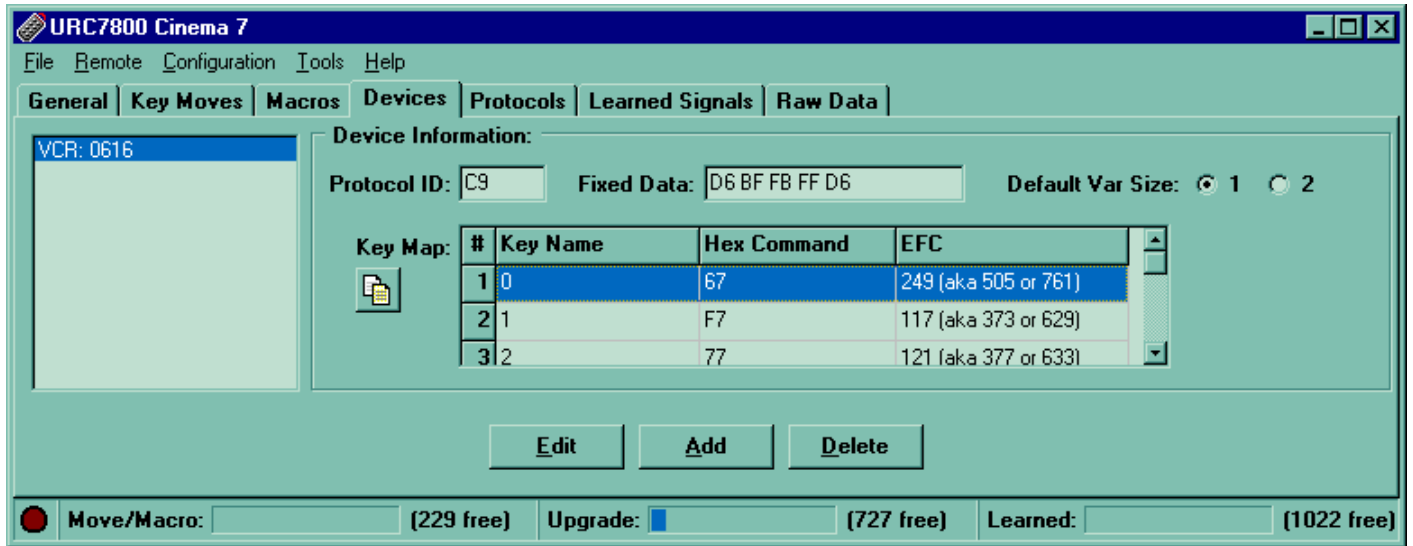 URC7800 Cinema 7
File Remote Configuration Tools Help
General Key Moves Macros Devices Protocols Learned Signals Raw Data
VCR: 0616
Device Information:
Protocol ID: C9 Fixed Data: D6 BF FB FF D6 Default Var Size: 1 2
Key Map: # Key Name Hex Command EFC
1 0 67 249 (aka 505 or 761)
2 1 F7 117 (aka 373 or 629)
3 2 77 121 (aka 377 or 633)
Edit Add Delete
Move/Macro: (229 free) Upgrade: (727 free) Learned: (1022 free)